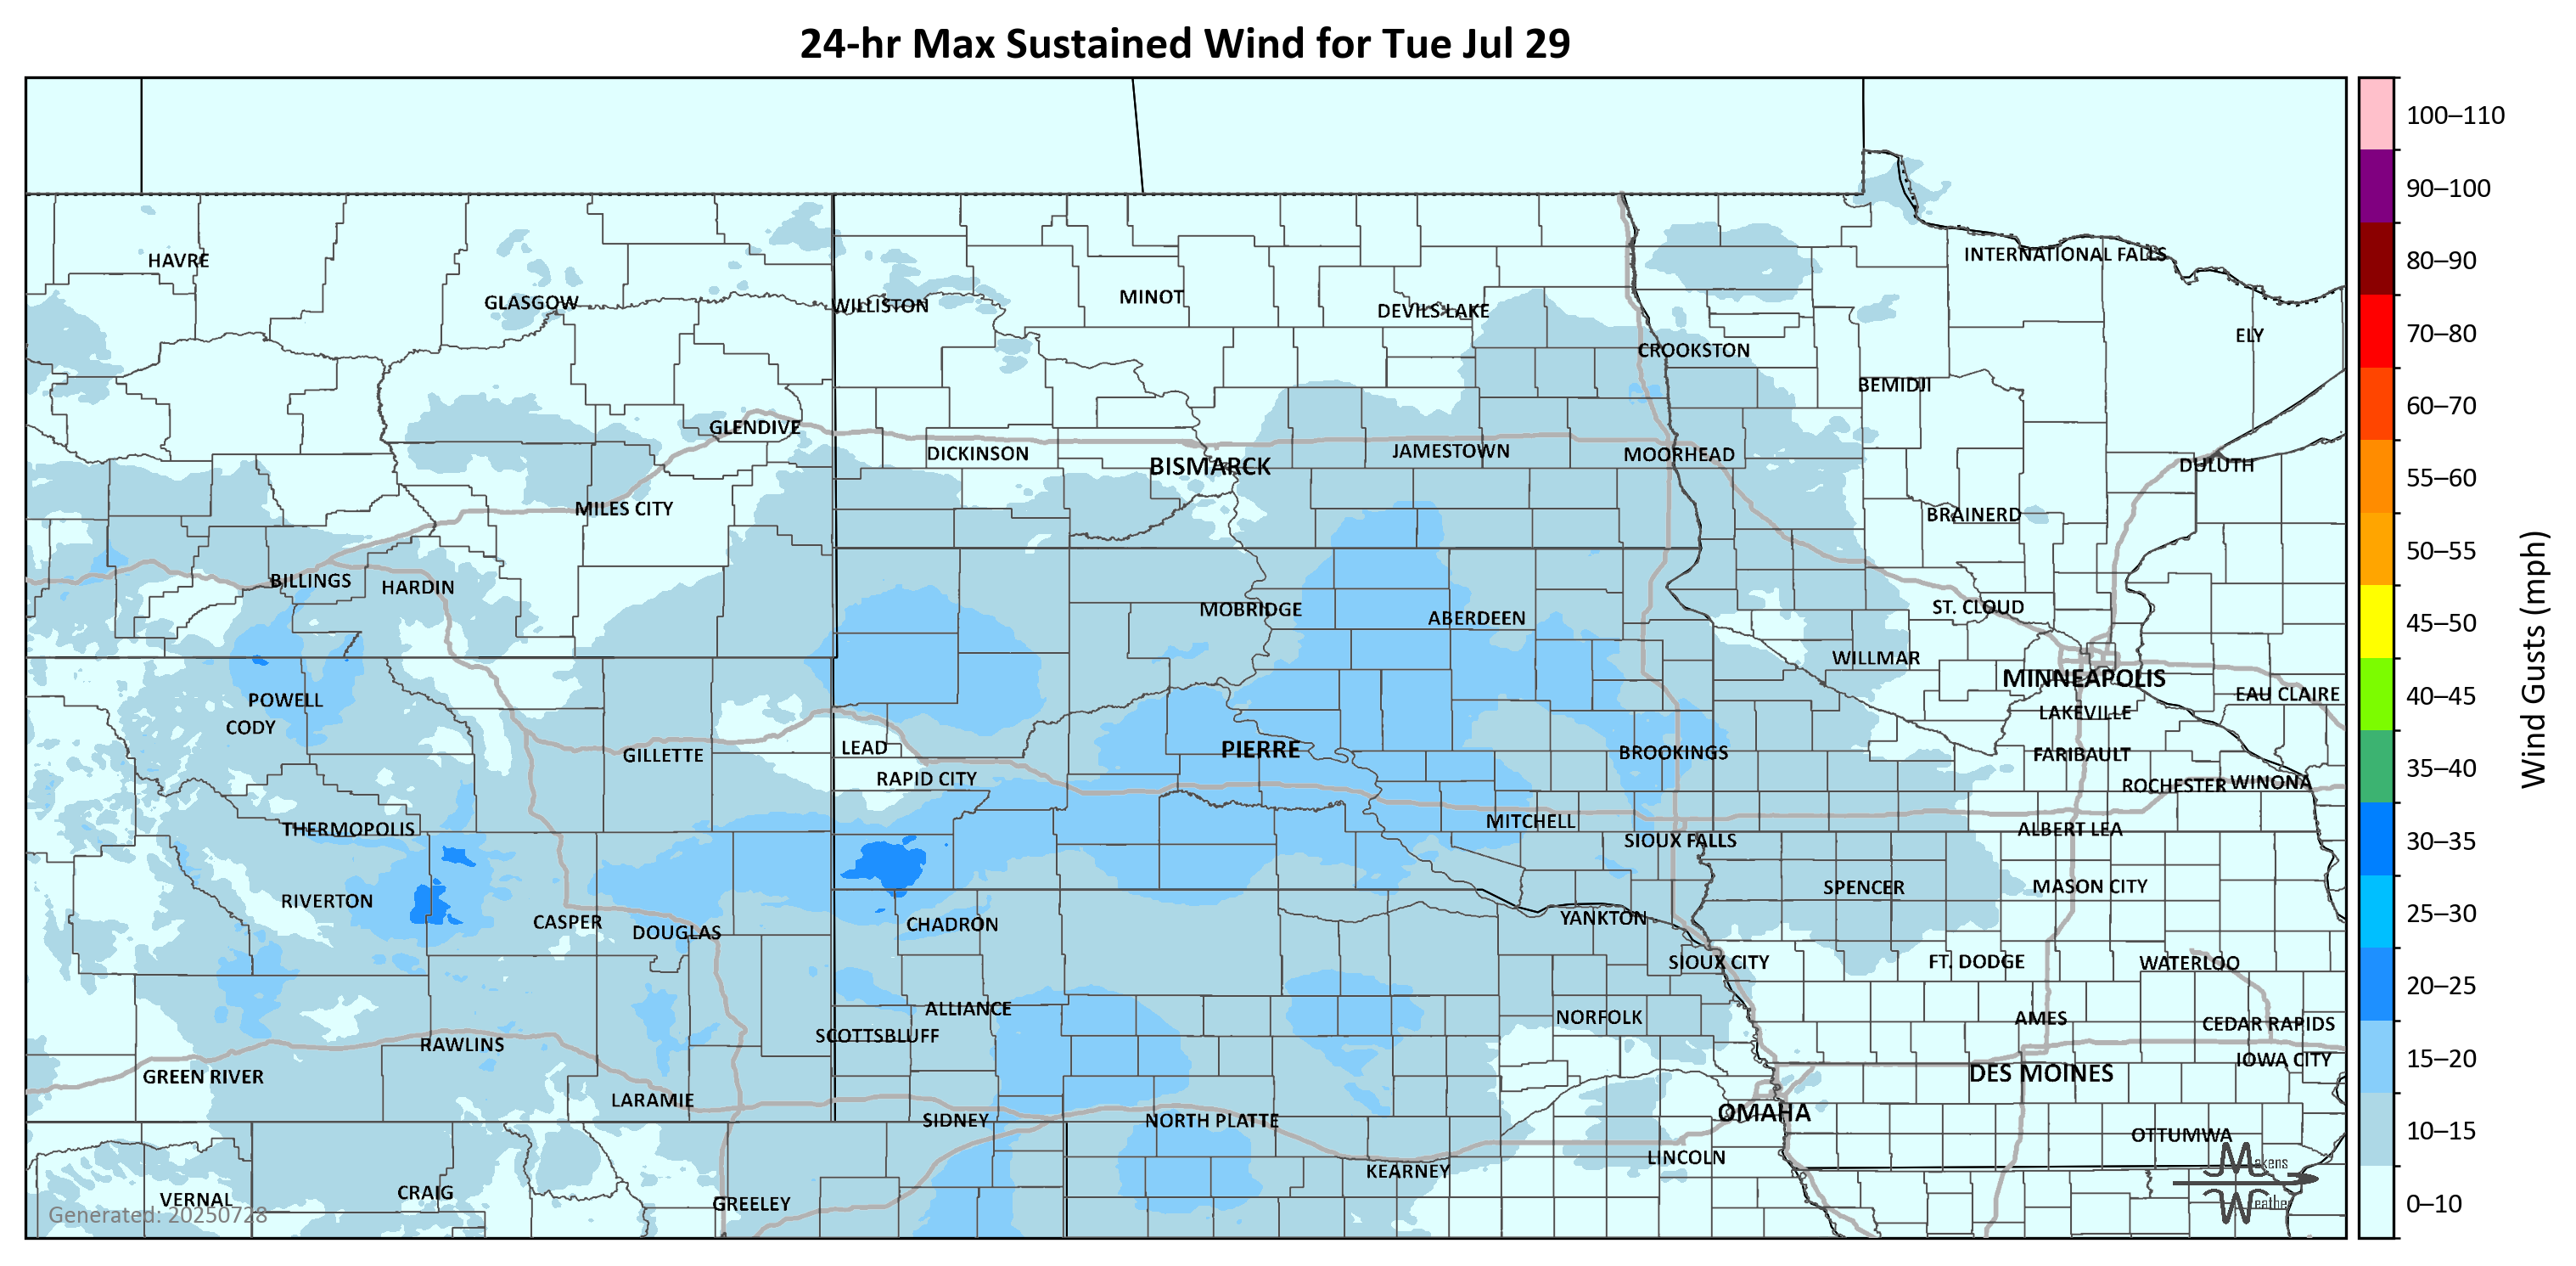 24-hr Max Sustained Wind for Tue Jul 29
100–110
90–100
80–90
70–80
60–70
55–60
50–55
45–50
40–45
35–40
30–35
25–30
20–25
15–20
10–15
0–10
Wind Gusts (mph)
HAVRE
GLASGOW
WILLISTON
MINOT
DEVILS LAKE
INTERNATIONAL FALLS
ELY
CROOKSTON
BEMIDJI
GLENDIVE
DICKINSON
BISMARCK
JAMESTOWN
MOORHEAD
DULUTH
MILES CITY
BRAINERD
BILLINGS
HARDIN
MOBRIDGE
ABERDEEN
ST. CLOUD
WILLMAR
MINNEAPOLIS
EAU CLAIRE
POWELL
CODY
LAKEVILLE
GILLETTE
LEAD
PIERRE
BROOKINGS
FARIBAULT
RAPID CITY
ROCHESTER
WINONA
THERMOPOLIS
MITCHELL
SIOUX FALLS
ALBERT LEA
RIVERTON
SPENCER
MASON CITY
CASPER
DOUGLAS
CHADRON
YANKTON
SIOUX CITY
FT. DODGE
WATERLOO
ALLIANCE
NORFOLK
AMES
CEDAR RAPIDS
SCOTTSBLUFF
RAWLINS
IOWA CITY
GREEN RIVER
DES MOINES
LARAMIE
SIDNEY
NORTH PLATTE
OMAHA
OTTUMWA
LINCOLN
KEARNEY
VERNAL
CRAIG
GREELEY
Generated: 20250728
Makens
Weather